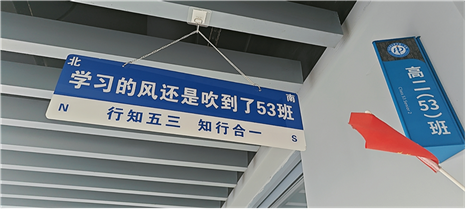 北
南
学习的风还是吹到了53班
N
行知五三 知行合一
S
高二(53)班